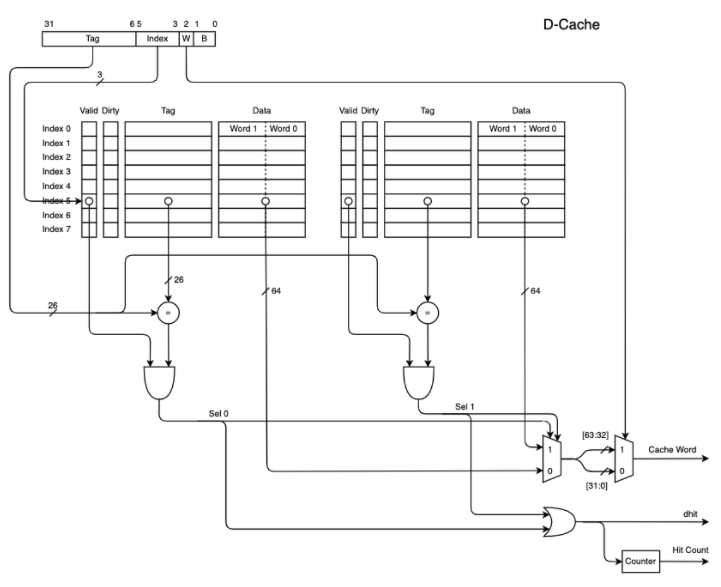 D-Cache
31 6 5 3 2 1 0
Tag Index W B
3
Valid Dirty Tag Data Valid Dirty Tag Data
Index 0 Word 1 Word 0 Word 1 Word 0
Index 1
Index 2
Index 3
Index 4
Index 5
Index 6
Index 7
26 64 64
26
= =
Sel 0 Sel 1
[63:32]
1 1 Cache Word
0 0
[31:0]
dhit
Hit Count
Counter